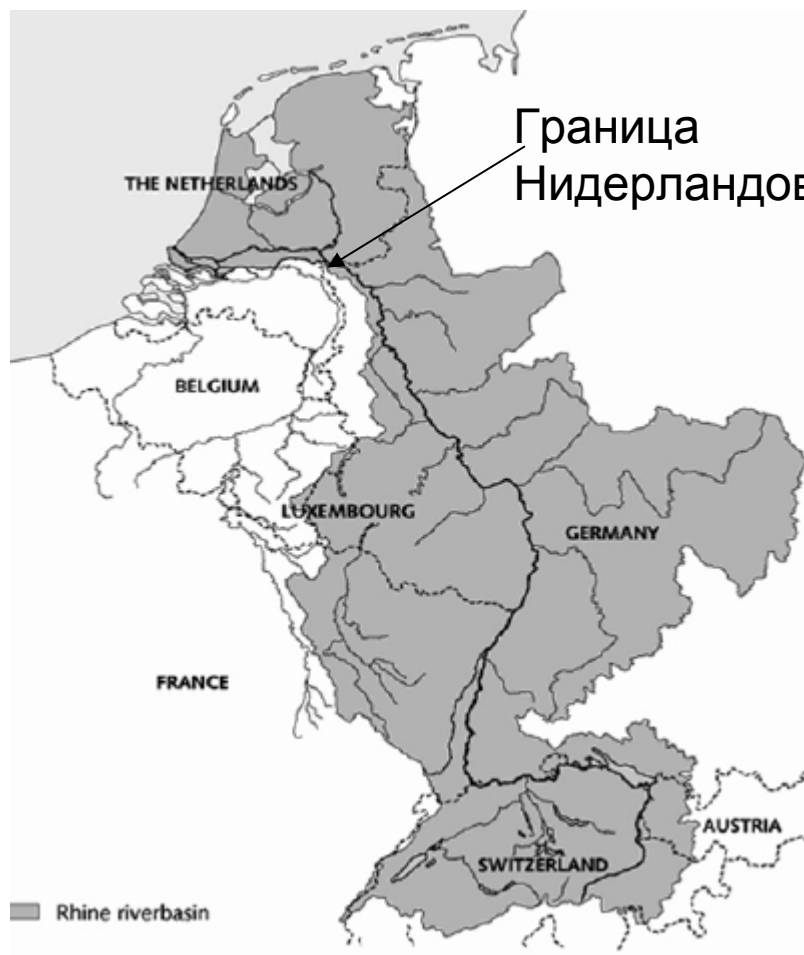 Граница
Нидерландов
THE NETHERLANDS
BELGIUM
LUXEMBOURG
GERMANY
FRANCE
AUSTRIA
SWITZERLAND
Rhine riverbasin